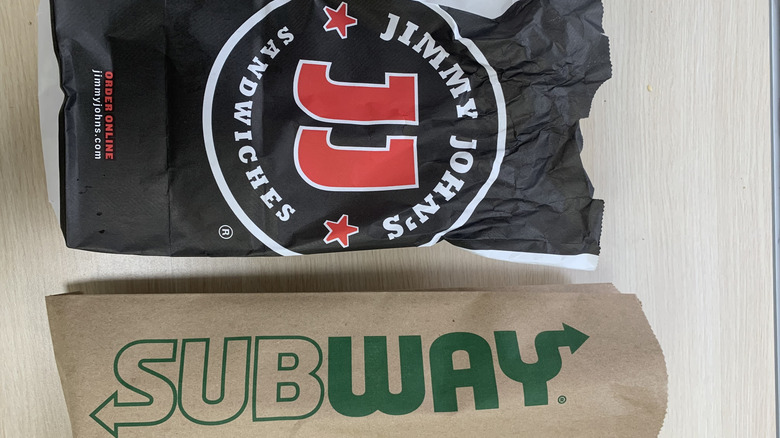 JIMMY JOHN'S
JJ
SANDWICHES
®
ORDER ONLINE
jimmyjohns.com
SUBWAY®